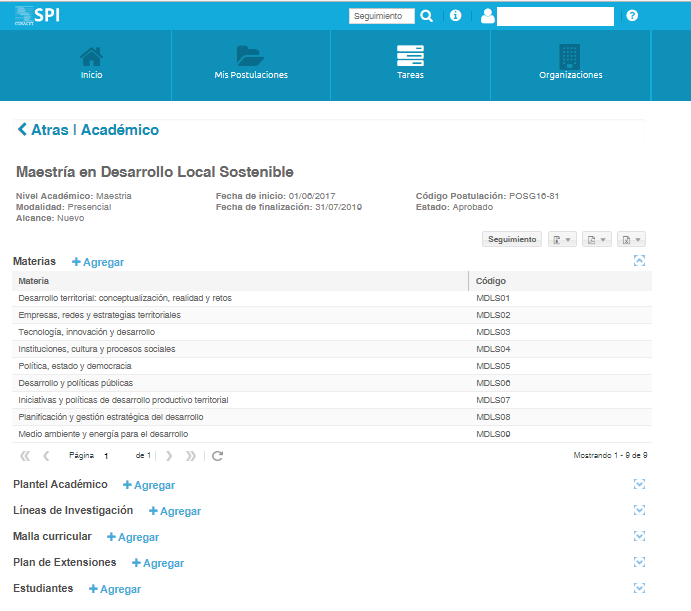 CONACYT SPI Seguimiento
Inicio Mis Postulaciones Tareas Organizaciones
Atras | Académico
Maestría en Desarrollo Local Sostenible
Nivel Académico: Maestria Fecha de inicio: 01/06/2017 Código Postulación: POSG16-81
Modalidad: Presencial Fecha de finalización: 31/07/2019 Estado: Aprobado
Alcance: Nuevo
Seguimiento
Materias + Agregar
Materia Código
Desarrollo territorial: conceptualización, realidad y retos MDLS01
Empresas, redes y estrategias territoriales MDLS02
Tecnología, innovación y desarrollo MDLS03
Instituciones, cultura y procesos sociales MDLS04
Política, estado y democracia MDLS05
Desarrollo y políticas públicas MDLS06
Iniciativas y políticas de desarrollo productivo territorial MDLS07
Planificación y gestión estratégica del desarrollo MDLS08
Medio ambiente y energía para el desarrollo MDLS09
Página 1 de 1 Mostrando 1 - 9 de 9
Plantel Académico + Agregar
Líneas de Investigación + Agregar
Malla curricular + Agregar
Plan de Extensiones + Agregar
Estudiantes + Agregar